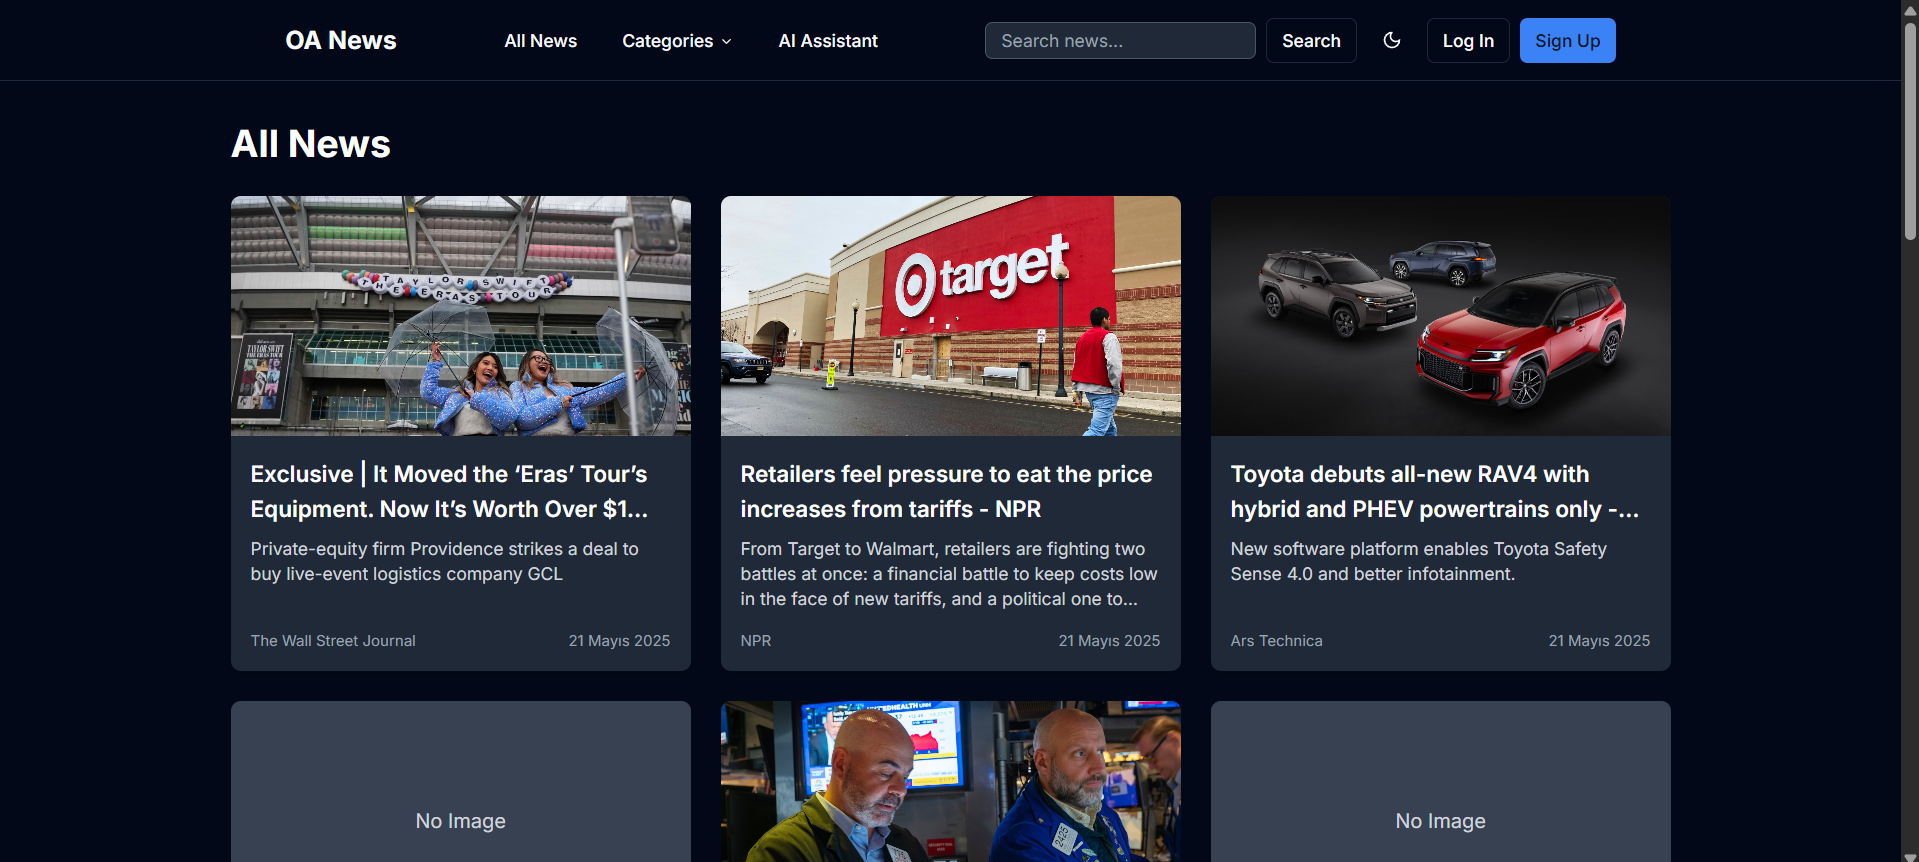 OA News
All News
Categories
AI Assistant
Search news...
Search
Log In
Sign Up
All News
TAYLOR SWIFT
THE ERAS TOUR
TAYLOR SWIFT
THE ERAS TOUR
target
Exclusive | It Moved the ‘Eras’ Tour’s
Equipment. Now It’s Worth Over $1...
Private-equity firm Providence strikes a deal to
buy live-event logistics company GCL
The Wall Street Journal
21 Mayıs 2025
Retailers feel pressure to eat the price
increases from tariffs - NPR
From Target to Walmart, retailers are fighting two
battles at once: a financial battle to keep costs low
in the face of new tariffs, and a political one to...
NPR
21 Mayıs 2025
Toyota debuts all-new RAV4 with
hybrid and PHEV powertrains only -...
New software platform enables Toyota Safety
Sense 4.0 and better infotainment.
Ars Technica
21 Mayıs 2025
No Image
2425
No Image